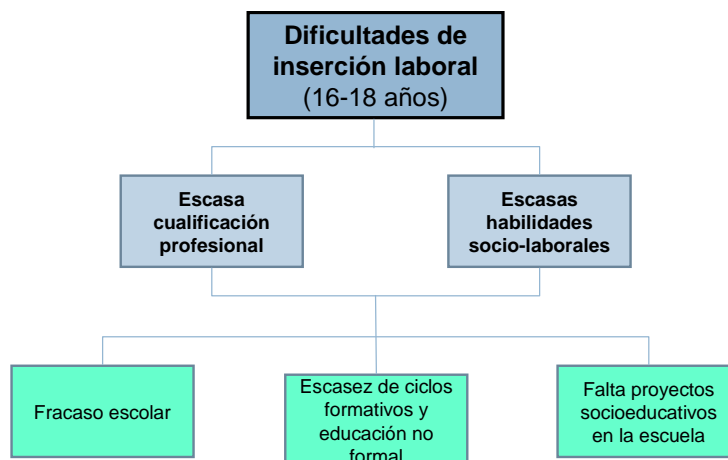 Dificultades de
inserción laboral
(16-18 años)
Escasa
cualificación
profesional
Escasas
habilidades
socio-laborales
Fracaso escolar
Escasez de ciclos
formativos y
educación no
formal
Falta proyectos
socioeducativos
en la escuela